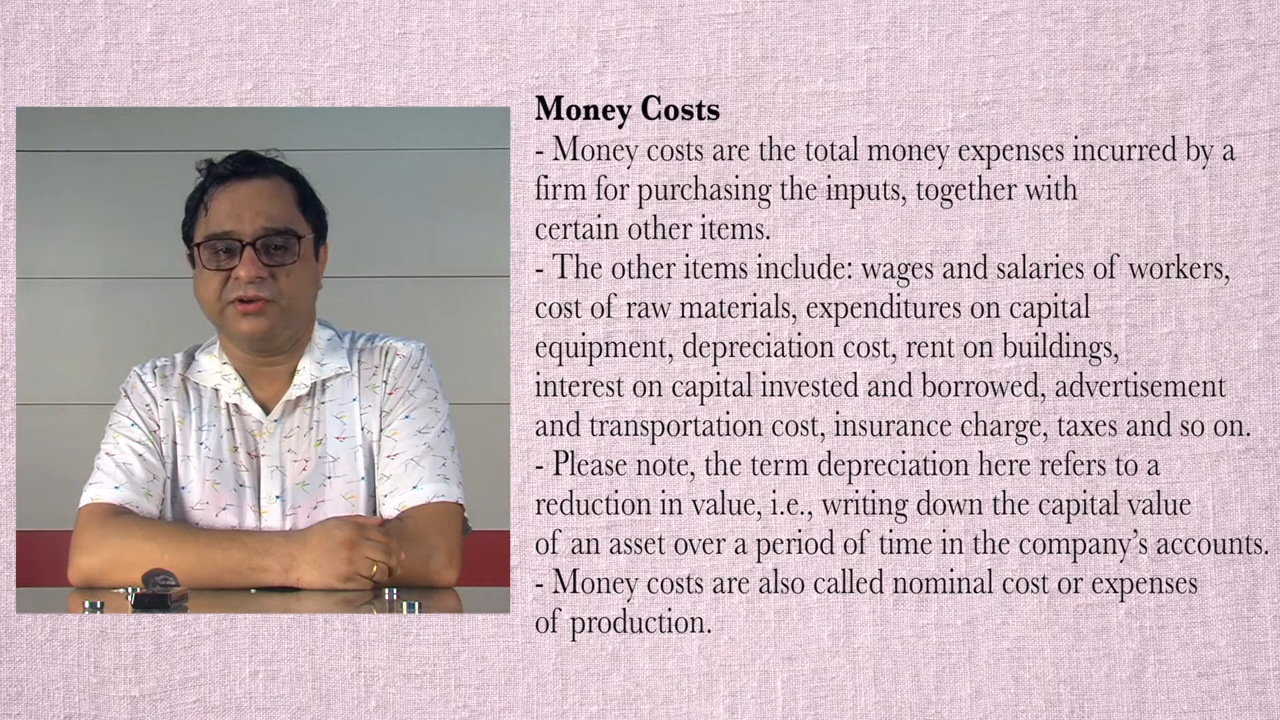 Money Costs
- Money costs are the total money expenses incurred by a
firm for purchasing the inputs, together with
certain other items.
- The other items include: wages and salaries of workers,
cost of raw materials, expenditures on capital
equipment, depreciation cost, rent on buildings,
interest on capital invested and borrowed, advertisement
and transportation cost, insurance charge, taxes and so on.
- Please note, the term depreciation here refers to a
reduction in value, i.e., writing down the capital value
of an asset over a period of time in the company’s accounts.
- Money costs are also called nominal cost or expenses
of production.